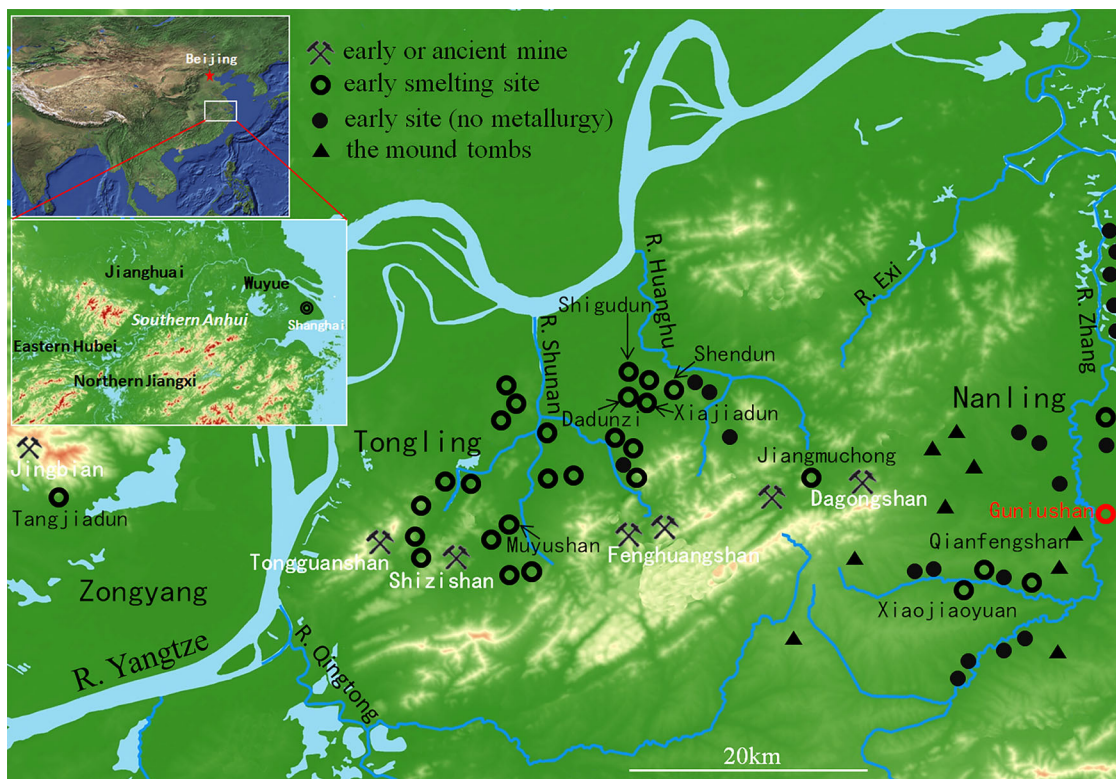 Beijing
early or ancient mine
early smelting site
early site (no metallurgy)
the mound tombs
Jianghuai
Wuyue
Shanghai
Southern Anhui
Eastern Hubei
Northern Jiangxi
R. Huanghu
R. Exi
R. Zhang
Shigudun
R. Shunan
Shendun
Dadunzi
Xiajiadun
Nanling
Tongling
Jingbian
Tangjiadun
Jiangmuchong
Dagongshan
Guniushan
Muyushan
Fenghuangshan
Qianfengshan
Tongguanshan
Shizishan
Zongyang
Xiaojiaoyuan
R. Yangtze
R. Qingtong
20km